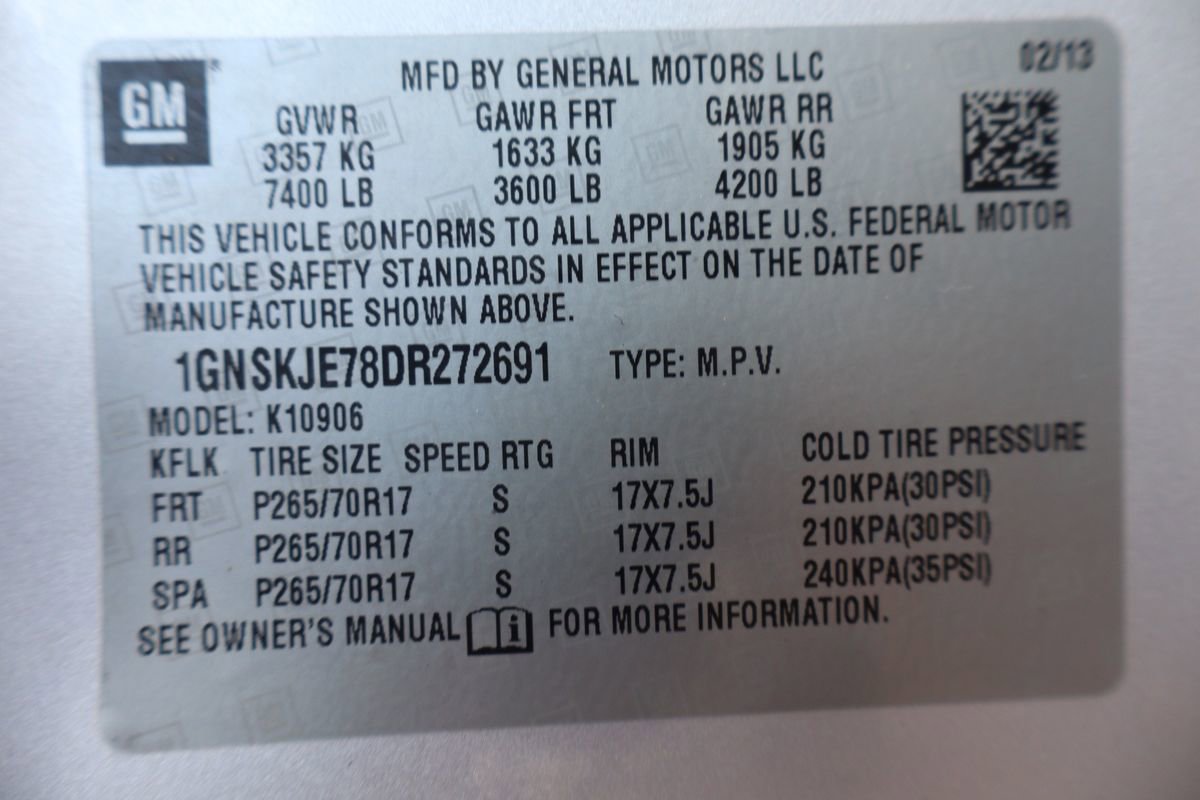 GM
MFD BY GENERAL MOTORS LLC
02/13
GVWR GAWR FRT GAWR RR
3357 KG 1633 KG 1905 KG
7400 LB 3600 LB 4200 LB
THIS VEHICLE CONFORMS TO ALL APPLICABLE U.S. FEDERAL MOTOR
VEHICLE SAFETY STANDARDS IN EFFECT ON THE DATE OF
MANUFACTURE SHOWN ABOVE.
1GNSKJE78DR272691 TYPE: M.P.V.
MODEL: K10906
KFLK TIRE SIZE SPEED RTG RIM COLD TIRE PRESSURE
FRT P265/70R17 S 17X7.5J 210KPA(30PSI)
RR P265/70R17 S 17X7.5J 210KPA(30PSI)
SPA P265/70R17 S 17X7.5J 240KPA(35PSI)
SEE OWNER'S MANUAL i FOR MORE INFORMATION.